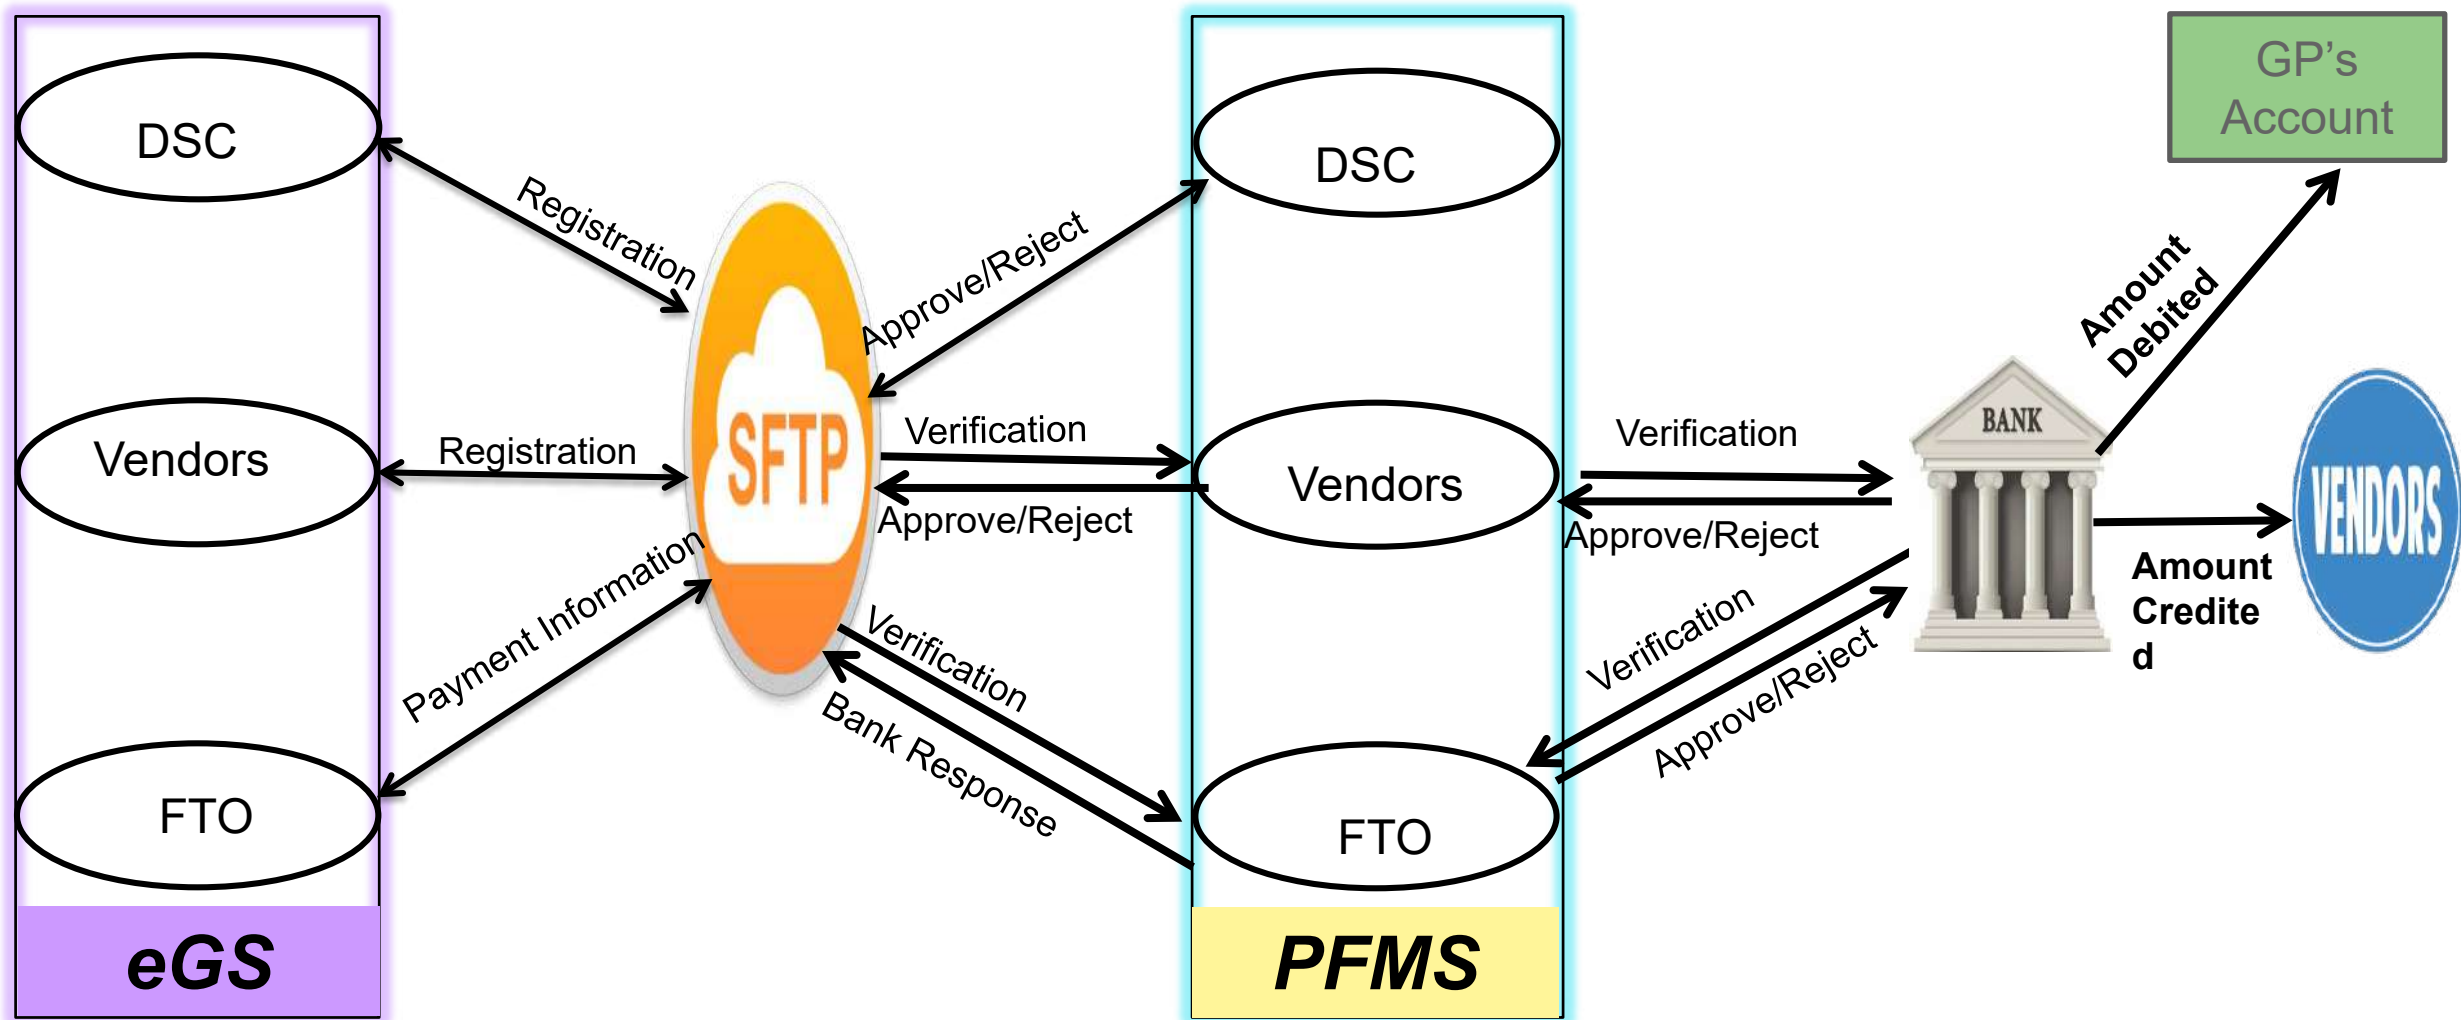 DSC
Vendors
FTO
eGS
Registration
Registration
Payment Information
SFTP
Approve/Reject
Verification
Approve/Reject
Verification
Bank Response
DSC
Vendors
FTO
PFMS
Verification
Approve/Reject
Verification
Approve/Reject
BANK
Amount
Debited
GP's
Account
Amount
Credite
d
VENDORS